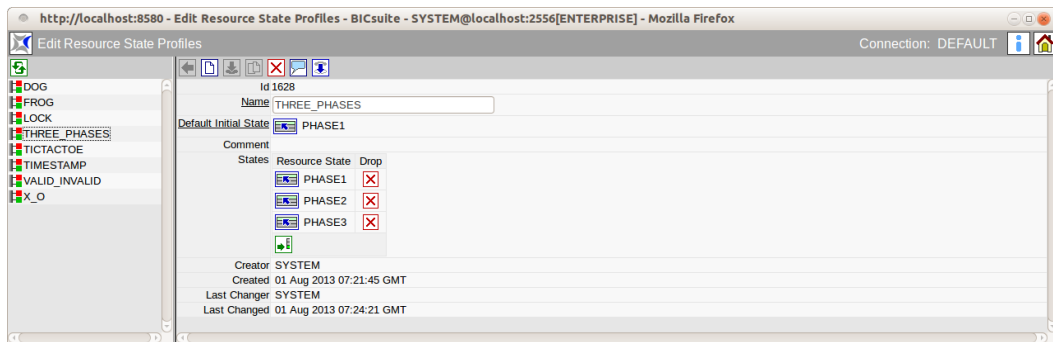 http://localhost:8580 - Edit Resource State Profiles - BICsuite - SYSTEM@localhost:2556[ENTERPRISE] - Mozilla Firefox
Edit Resource State Profiles
Connection: DEFAULT
DOG
FROG
LOCK
THREE_PHASES
TICTACTOE
TIMESTAMP
VALID_INVALID
X_O
Id 1628
Name THREE_PHASES
Default Initial State PHASE1
Comment
States Resource State Drop
PHASE1
PHASE2
PHASE3
Creator SYSTEM
Created 01 Aug 2013 07:21:45 GMT
Last Changer SYSTEM
Last Changed 01 Aug 2013 07:24:21 GMT